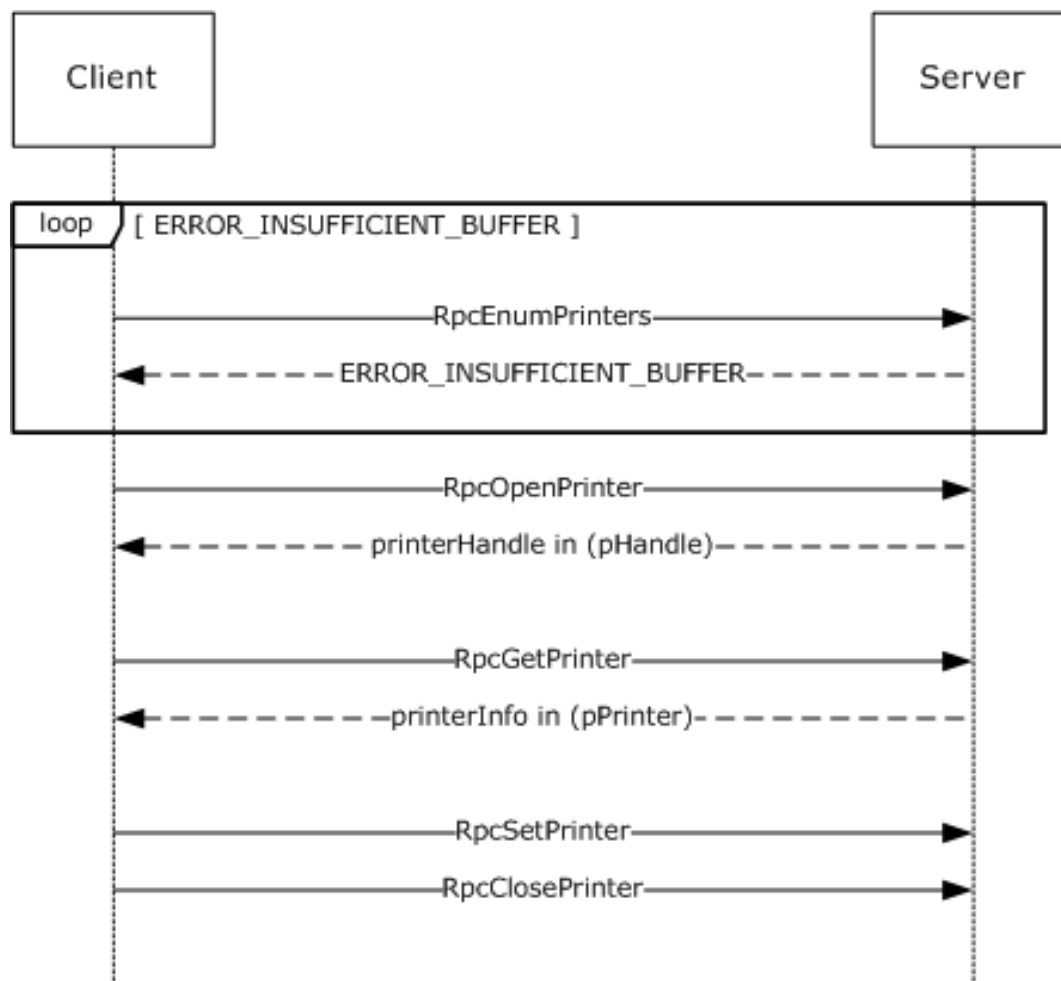 Client
Server
loop
[ ERROR_INSUFFICIENT_BUFFER ]
RpcEnumPrinters
ERROR_INSUFFICIENT_BUFFER
RpcOpenPrinter
printerHandle in (pHandle)
RpcGetPrinter
printerInfo in (pPrinter)
RpcSetPrinter
RpcClosePrinter